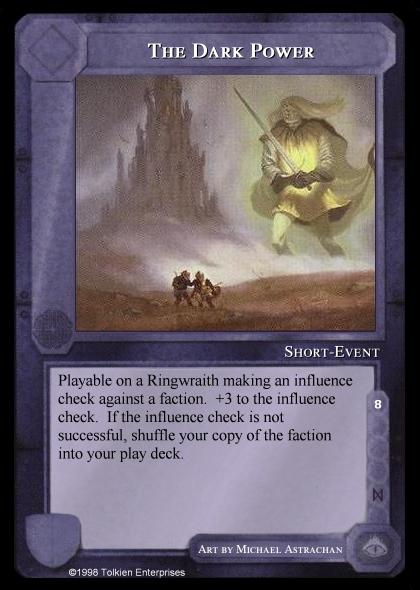 The Dark Power
Short-Event
Playable on a Ringwraith making an influence
check against a faction.  +3 to the influence
check.  If the influence check is not
successful, shuffle your copy of the faction
into your play deck.
8
Art by Michael Astrachan
©1998 Tolkien Enterprises